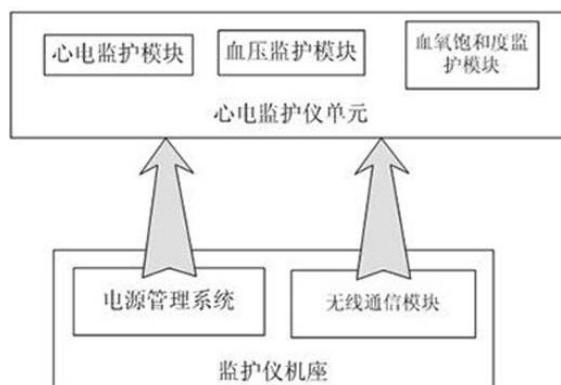 心电监护模块
血压监护模块
血氧饱和度监
护模块
心电监护仪单元
电源管理系统
无线通信模块
监护仪机座